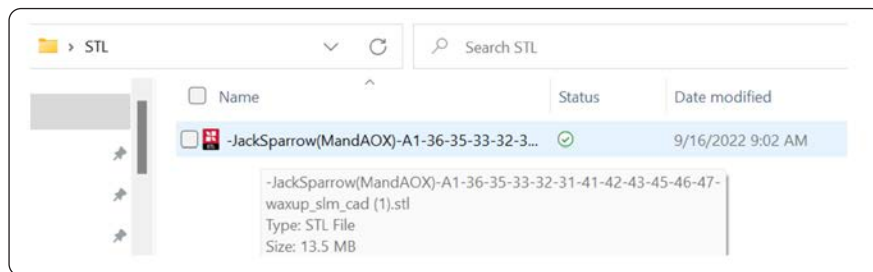 > STL
Search STL
Name Status Date modified
-JackSparrow(MandAOX)-A1-36-35-33-32-3... 9/16/2022 9:02 AM
-JackSparrow(MandAOX)-A1-36-35-33-32-31-41-42-43-45-46-47-
waxup_slm_cad (1).stl
Type: STL File
Size: 13.5 MB